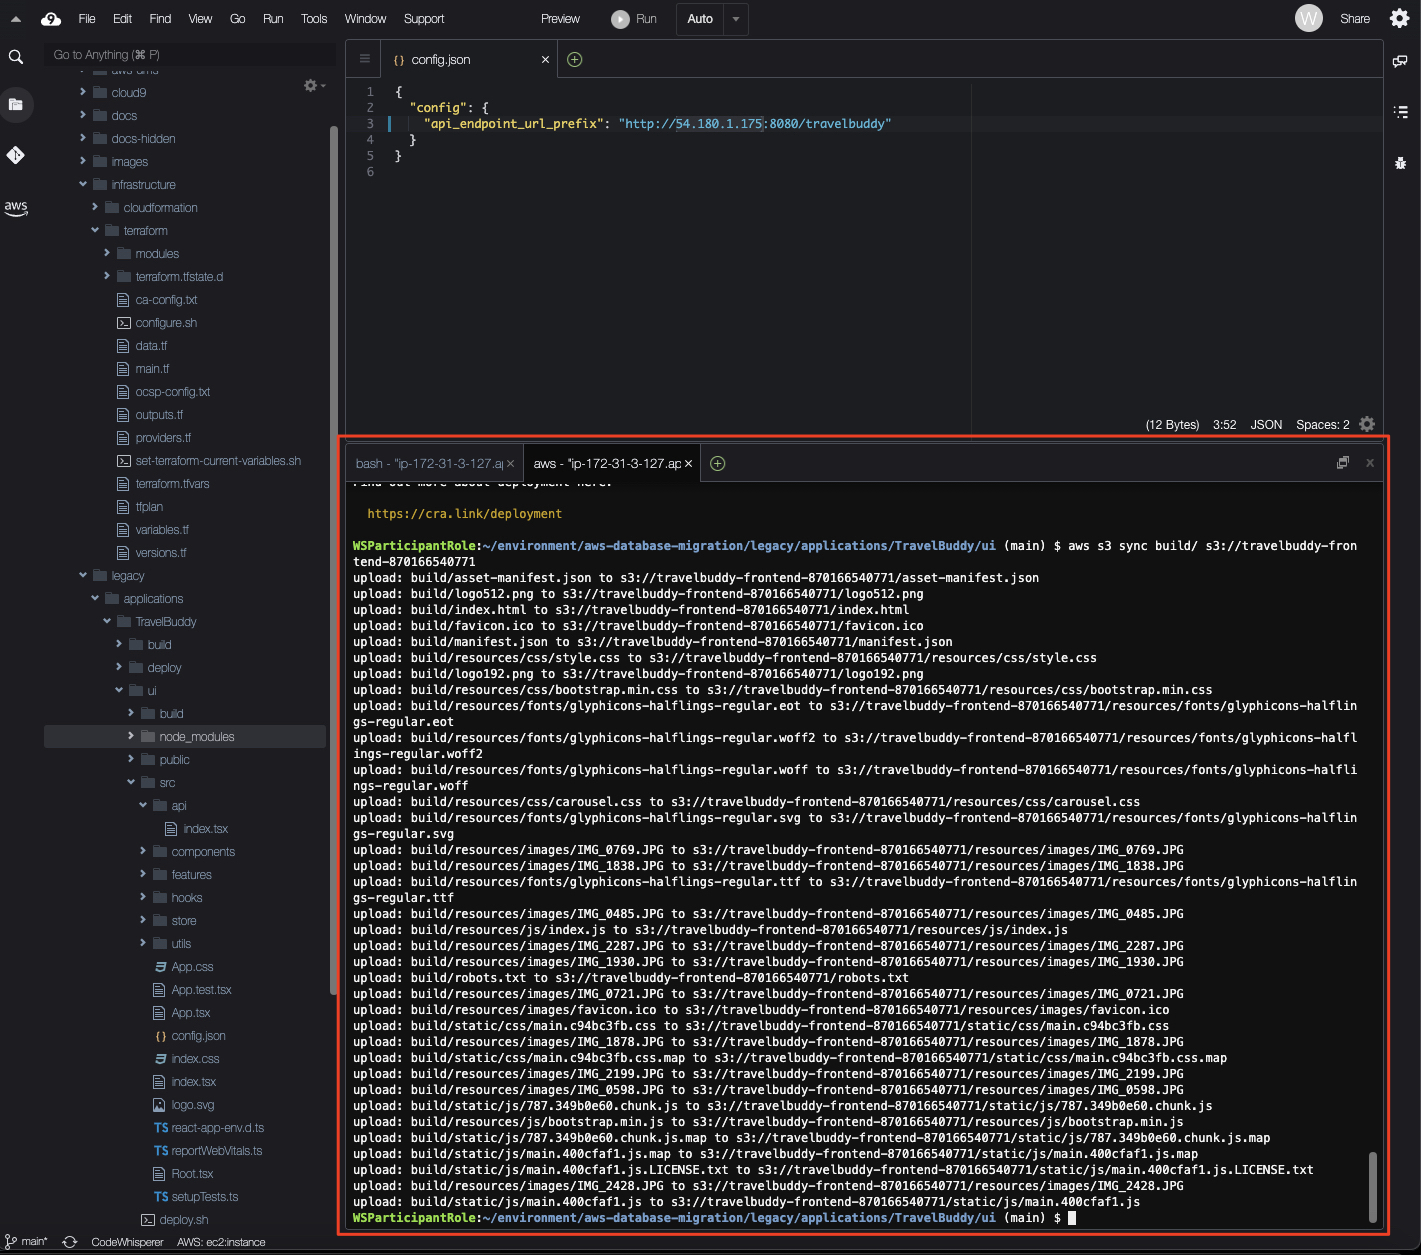 File Edit Find View Go Run Tools Window Support Preview Run Auto W Share
Go to Anything (⌘ P)
aws-dms
cloud9
docs
docs-hidden
images
infrastructure
cloudformation
terraform
modules
terraform.tfstate.d
ca-config.txt
configure.sh
data.tf
main.tf
ocsp-config.txt
outputs.tf
providers.tf
set-terraform-current-variables.sh
terraform.tfvars
tfplan
variables.tf
versions.tf
legacy
applications
TravelBuddy
build
deploy
ui
build
node_modules
public
src
api
index.tsx
components
features
hooks
store
utils
App.css
App.test.tsx
App.tsx
config.json
index.css
index.tsx
logo.svg
TS react-app-env.d.ts
TS reportWebVitals.ts
Root.tsx
TS setupTests.ts
deploy.sh
aws
{} config.json ×
1 {
2 "config": {
3 "api_endpoint_url_prefix": "http://54.180.1.175:8080/travelbuddy"
4 }
5 }
6
(12 Bytes) 3:52 JSON Spaces: 2
bash - "ip-172-31-3-127.a × aws - "ip-172-31-3-127.ap ×
Find out more about deployment here:
https://cra.link/deployment
WSParticipantRole:~/environment/aws-database-migration/legacy/applications/TravelBuddy/ui (main) $ aws s3 sync build/ s3://travelbuddy-fron
tend-870166540771
upload: build/asset-manifest.json to s3://travelbuddy-frontend-870166540771/asset-manifest.json
upload: build/logo512.png to s3://travelbuddy-frontend-870166540771/logo512.png
upload: build/index.html to s3://travelbuddy-frontend-870166540771/index.html
upload: build/favicon.ico to s3://travelbuddy-frontend-870166540771/favicon.ico
upload: build/manifest.json to s3://travelbuddy-frontend-870166540771/manifest.json
upload: build/resources/css/style.css to s3://travelbuddy-frontend-870166540771/resources/css/style.css
upload: build/logo192.png to s3://travelbuddy-frontend-870166540771/logo192.png
upload: build/resources/css/bootstrap.min.css to s3://travelbuddy-frontend-870166540771/resources/css/bootstrap.min.css
upload: build/resources/fonts/glyphicons-halflings-regular.eot to s3://travelbuddy-frontend-870166540771/resources/fonts/glyphicons-halflin
gs-regular.eot
upload: build/resources/fonts/glyphicons-halflings-regular.woff2 to s3://travelbuddy-frontend-870166540771/resources/fonts/glyphicons-halfl
ings-regular.woff2
upload: build/resources/fonts/glyphicons-halflings-regular.woff to s3://travelbuddy-frontend-870166540771/resources/fonts/glyphicons-halfli
ngs-regular.woff
upload: build/resources/css/carousel.css to s3://travelbuddy-frontend-870166540771/resources/css/carousel.css
upload: build/resources/fonts/glyphicons-halflings-regular.svg to s3://travelbuddy-frontend-870166540771/resources/fonts/glyphicons-halflin
gs-regular.svg
upload: build/resources/images/IMG_0769.JPG to s3://travelbuddy-frontend-870166540771/resources/images/IMG_0769.JPG
upload: build/resources/images/IMG_1838.JPG to s3://travelbuddy-frontend-870166540771/resources/images/IMG_1838.JPG
upload: build/resources/fonts/glyphicons-halflings-regular.ttf to s3://travelbuddy-frontend-870166540771/resources/fonts/glyphicons-halflin
gs-regular.ttf
upload: build/resources/images/IMG_0485.JPG to s3://travelbuddy-frontend-870166540771/resources/images/IMG_0485.JPG
upload: build/resources/js/index.js to s3://travelbuddy-frontend-870166540771/resources/js/index.js
upload: build/resources/images/IMG_2287.JPG to s3://travelbuddy-frontend-870166540771/resources/images/IMG_2287.JPG
upload: build/resources/images/IMG_1930.JPG to s3://travelbuddy-frontend-870166540771/resources/images/IMG_1930.JPG
upload: build/robots.txt to s3://travelbuddy-frontend-870166540771/robots.txt
upload: build/resources/images/IMG_0721.JPG to s3://travelbuddy-frontend-870166540771/resources/images/IMG_0721.JPG
upload: build/resources/images/favicon.ico to s3://travelbuddy-frontend-870166540771/resources/images/favicon.ico
upload: build/static/css/main.c94bc3fb.css to s3://travelbuddy-frontend-870166540771/static/css/main.c94bc3fb.css
upload: build/resources/images/IMG_1878.JPG to s3://travelbuddy-frontend-870166540771/resources/images/IMG_1878.JPG
upload: build/static/css/main.c94bc3fb.css.map to s3://travelbuddy-frontend-870166540771/static/css/main.c94bc3fb.css.map
upload: build/resources/images/IMG_2199.JPG to s3://travelbuddy-frontend-870166540771/resources/images/IMG_2199.JPG
upload: build/resources/images/IMG_0598.JPG to s3://travelbuddy-frontend-870166540771/resources/images/IMG_0598.JPG
upload: build/static/js/787.349b0e60.chunk.js to s3://travelbuddy-frontend-870166540771/static/js/787.349b0e60.chunk.js
upload: build/resources/js/bootstrap.min.js to s3://travelbuddy-frontend-870166540771/resources/js/bootstrap.min.js
upload: build/static/js/787.349b0e60.chunk.js.map to s3://travelbuddy-frontend-870166540771/static/js/787.349b0e60.chunk.js.map
upload: build/static/js/main.400cfaf1.js.map to s3://travelbuddy-frontend-870166540771/static/js/main.400cfaf1.js.map
upload: build/static/js/main.400cfaf1.js.LICENSE.txt to s3://travelbuddy-frontend-870166540771/static/js/main.400cfaf1.js.LICENSE.txt
upload: build/resources/images/IMG_2428.JPG to s3://travelbuddy-frontend-870166540771/resources/images/IMG_2428.JPG
upload: build/static/js/main.400cfaf1.js to s3://travelbuddy-frontend-870166540771/static/js/main.400cfaf1.js
WSParticipantRole:~/environment/aws-database-migration/legacy/applications/TravelBuddy/ui (main) $
main* CodeWhisperer AWS: ec2:instance